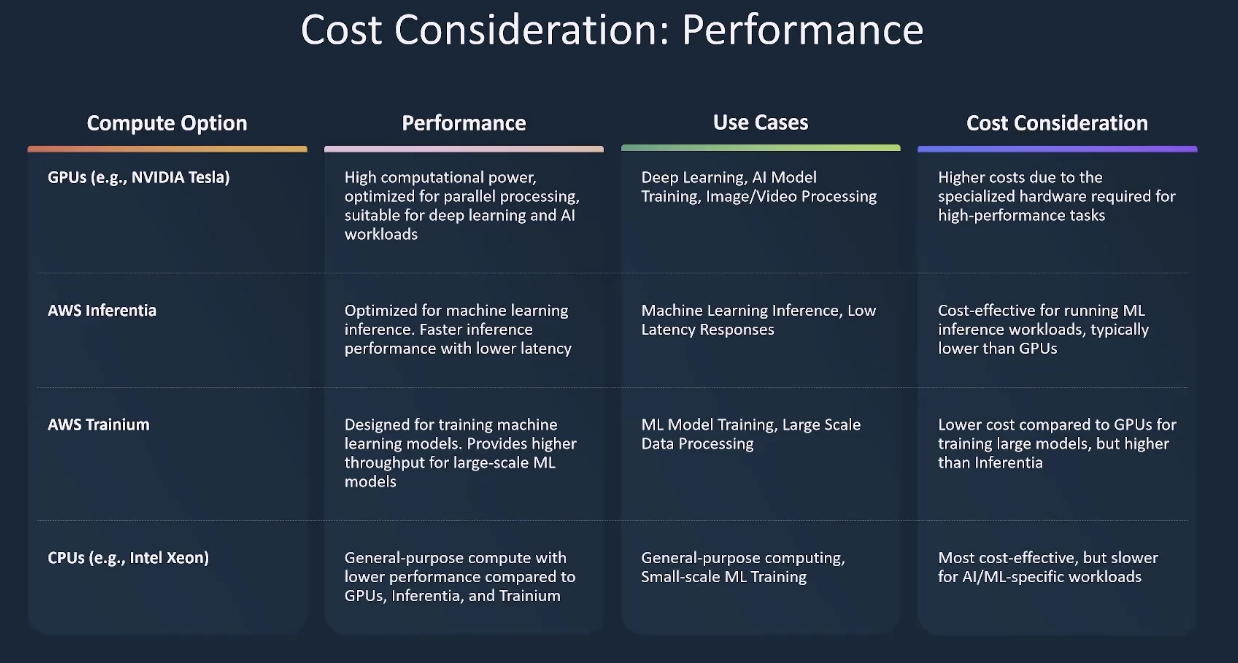 Cost Consideration: Performance
Compute Option
Performance
Use Cases
Cost Consideration
GPUs (e.g., NVIDIA Tesla)
High computational power,
optimized for parallel processing,
suitable for deep learning and AI
workloads
Deep Learning, AI Model
Training, Image/Video Processing
Higher costs due to the
specialized hardware required for
high-performance tasks
AWS Inferentia
Optimized for machine learning
inference. Faster inference
performance with lower latency
Machine Learning Inference, Low
Latency Responses
Cost-effective for running ML
inference workloads, typically
lower than GPUs
AWS Trainium
Designed for training machine
learning models. Provides higher
throughput for large-scale ML
models
ML Model Training, Large Scale
Data Processing
Lower cost compared to GPUs for
training large models, but higher
than Inferentia
CPUs (e.g., Intel Xeon)
General-purpose compute with
lower performance compared to
GPUs, Inferentia, and Trainium
General-purpose computing,
Small-scale ML Training
Most cost-effective, but slower
for AI/ML-specific workloads